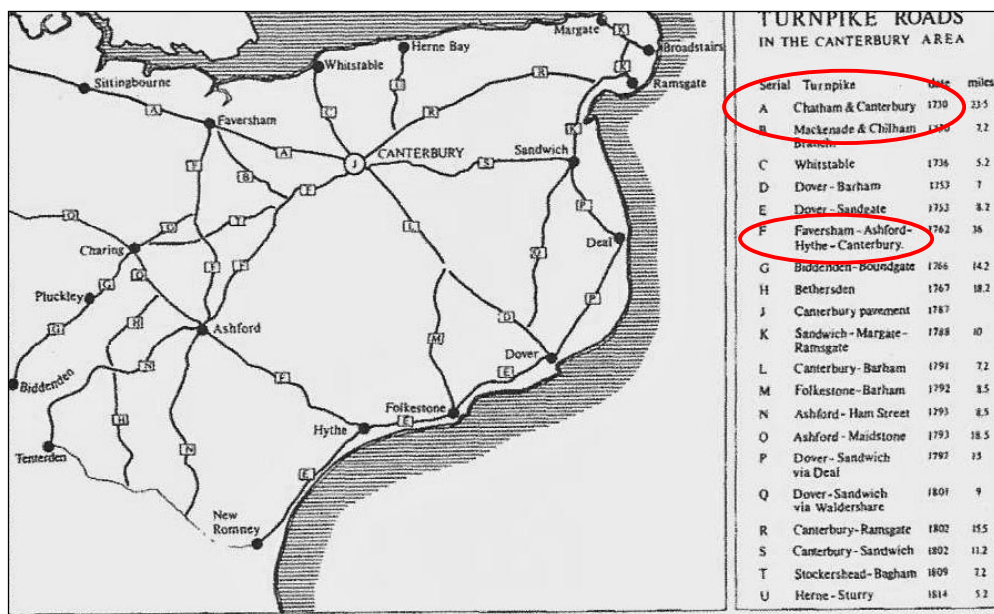 Margate
K
Herne Bay
K
Broadstairs
Whitstable
R
Ramsgate
Sittingbourne
U
A
C
R
Faversham
K
A
J CANTERBURY
Sandwich
F
B
S
E
P
O
O
T
L
Charing
Deal
G
O
F
F
Q
Pluckley
P
H
Ashford
D
G
M
N
Dover
Biddenden
F
E
Folkestone
H
Hythe
E
Tenterden
N
E
New
Romney
TURNPIKE ROADS
IN THE CANTERBURY AREA
Serial Turnpike date miles
A Chatham & Canterbury 1730 23·5
B Mackenade & Chilham 7.2
Branch.
C Whitstable 1736 5.2
D Dover-Barham 1753 7
E Dover-Sandgate 1753 8.2
F Faversham-Ashford- 1762 36
Hythe-Canterbury.
G Biddenden-Boundgate 1766 14.2
H Bethersden 1767 18.2
J Canterbury pavement 1787
K Sandwich-Margate- 1788 10
Ramsgate
L Canterbury-Barham 1791 7.2
M Folkestone-Barham 1792 8.5
N Ashford-Ham Street 1793 8.5
O Ashford-Maidstone 1793 18.5
P Dover-Sandwich 1797 15
via Deal
Q Dover-Sandwich 1801 9
via Waldershare
R Canterbury-Ramsgate 1802 15.5
S Canterbury-Sandwich 1802 11.2
T Stockershead-Bagham 1809 7.2
U Herne-Sturry 1814 5.2